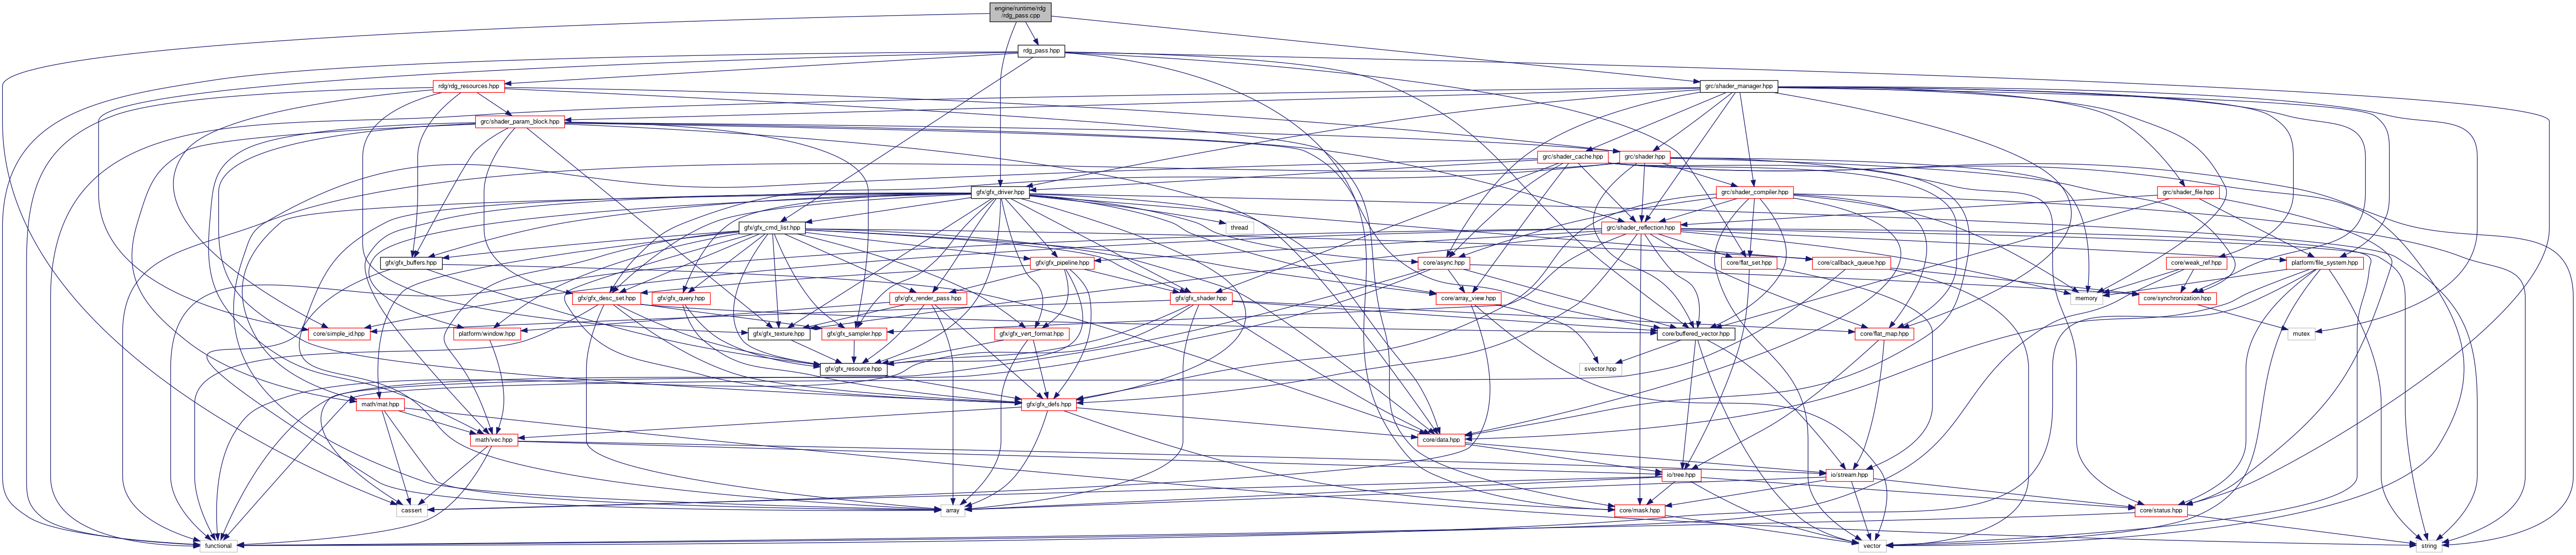 engine/runtime/rdg
/rdg_pass.cpp
rdg_pass.hpp
rdg/rdg_resources.hpp
grc/shader_manager.hpp
grc/shader_param_block.hpp
grc/shader_cache.hpp
grc/shader.hpp
gfx/gfx_driver.hpp
grc/shader_compiler.hpp
grc/shader_file.hpp
gfx/gfx_cmd_list.hpp
thread
grc/shader_reflection.hpp
gfx/gfx_buffers.hpp
gfx/gfx_pipeline.hpp
core/async.hpp
core/flat_set.hpp
core/callback_queue.hpp
core/weak_ref.hpp
platform/file_system.hpp
gfx/gfx_desc_set.hpp
gfx/gfx_query.hpp
gfx/gfx_render_pass.hpp
gfx/gfx_shader.hpp
core/array_view.hpp
memory
core/synchronization.hpp
core/simple_id.hpp
platform/window.hpp
gfx/gfx_texture.hpp
gfx/gfx_sampler.hpp
gfx/gfx_vert_format.hpp
core/buffered_vector.hpp
core/flat_map.hpp
mutex
gfx/gfx_resource.hpp
svector.hpp
math/mat.hpp
gfx/gfx_defs.hpp
math/vec.hpp
core/data.hpp
io/tree.hpp
io/stream.hpp
cassert
array
core/mask.hpp
core/status.hpp
functional
vector
string